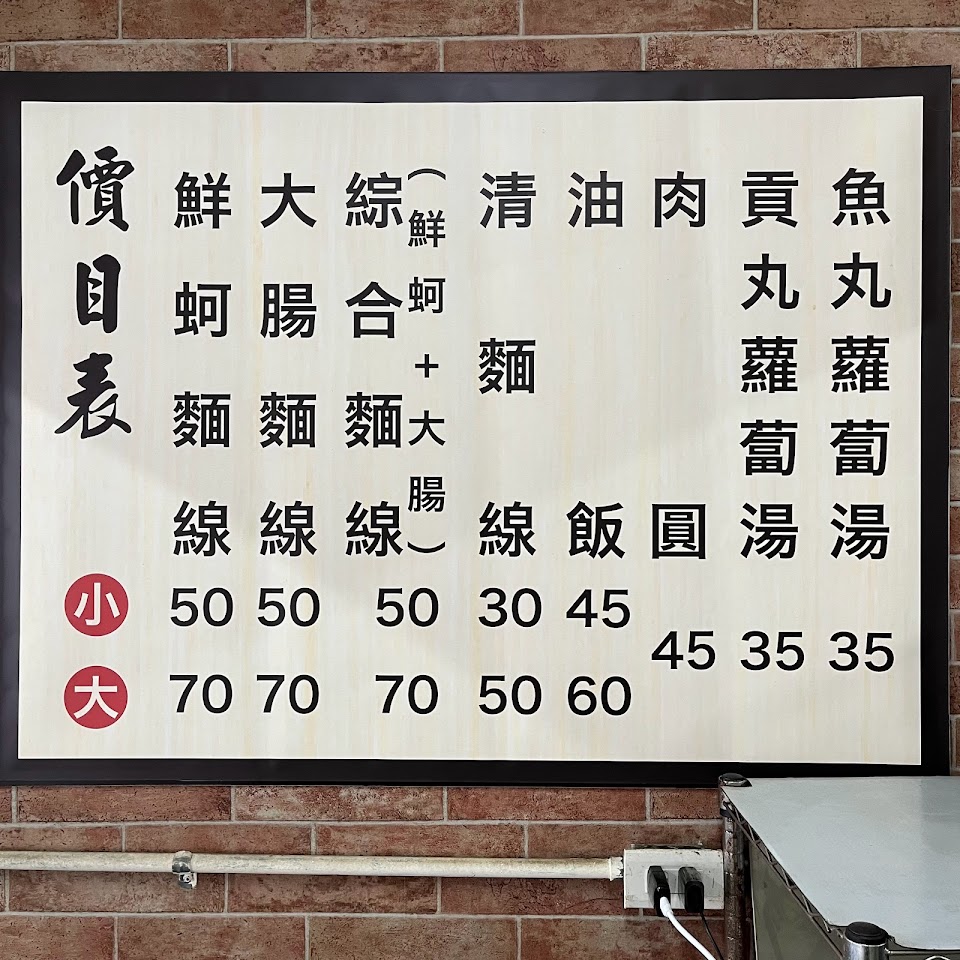 價目表
小
大
鮮蚵麵線 50 70
大腸麵線 50 70
綜合麵線 50 70
（鮮蚵+大腸）
清麵線 30 50
油飯 45 60
肉圓 45
貢丸蘿蔔湯 35
魚丸蘿蔔湯 35